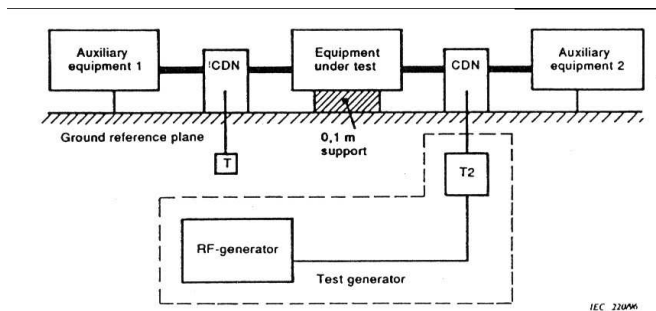 Auxiliary
equipment 1
CDN
Equipment
under test
CDN
Auxiliary
equipment 2
Ground reference plane
0,1 m
support
T
T2
RF-generator
Test generator
IEC 220/96